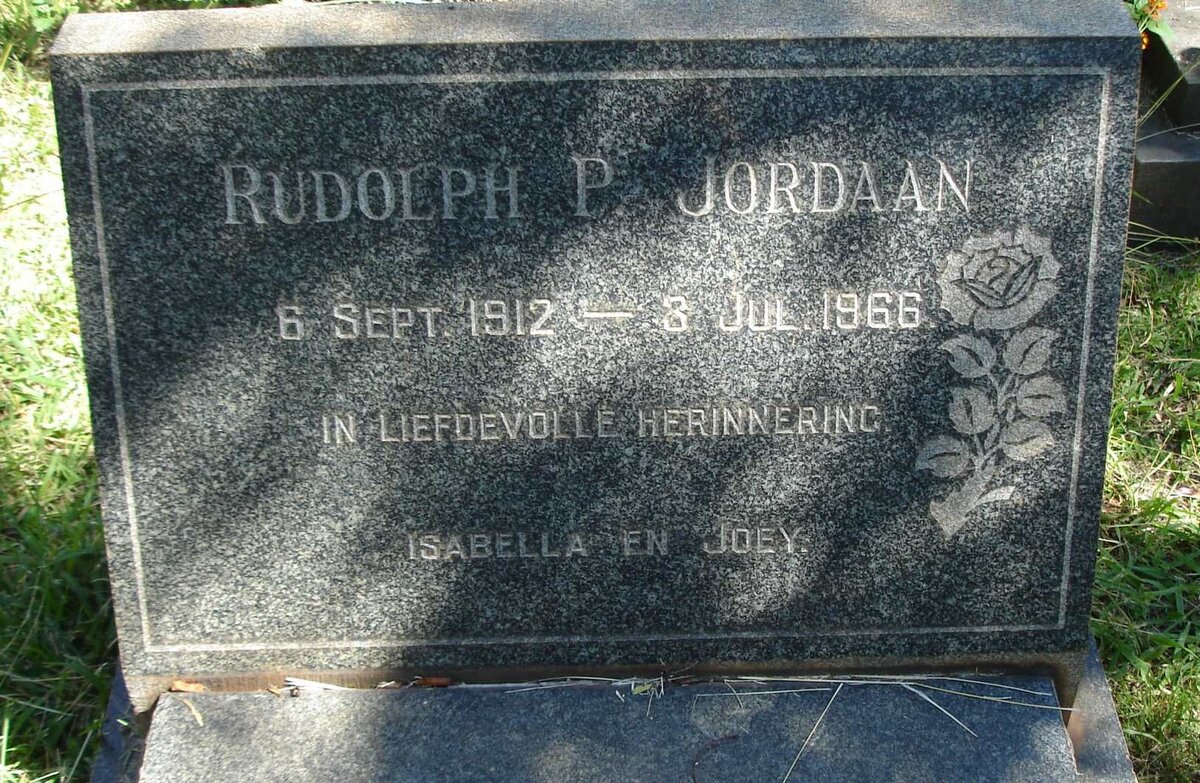 RUDOLPH P. JORDAAN
6 SEPT. 1912 — 3 JUL. 1966.
IN LIEFDEVOLLE HERINNERING.
ISABELLA EN JOEY.